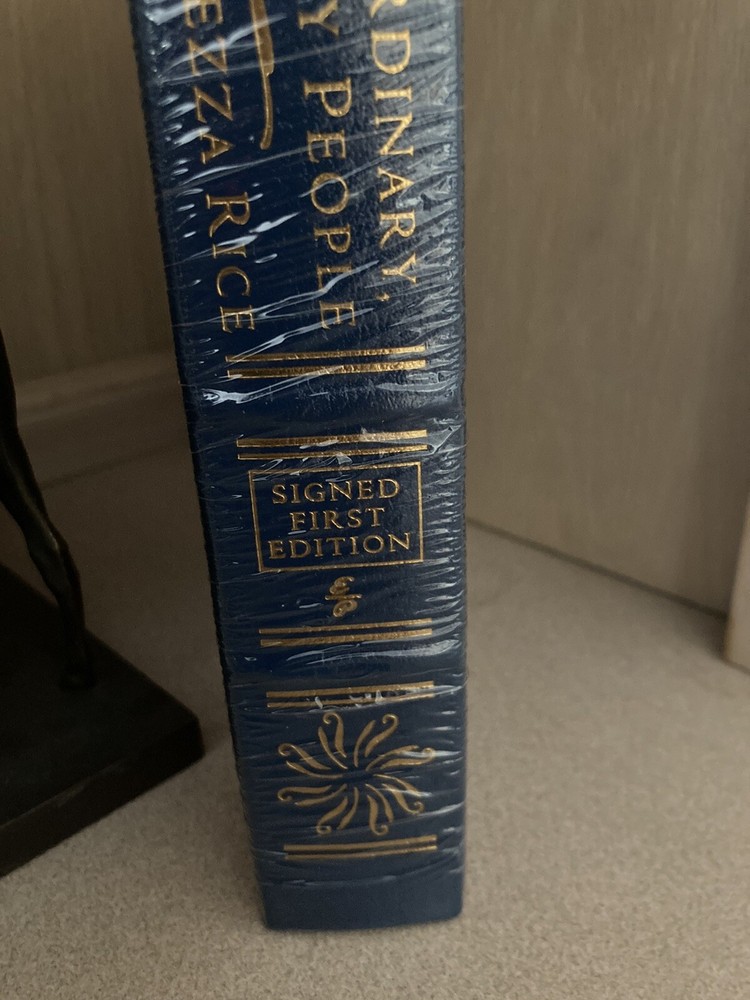 RDINARY,
Y PEOPLE
EZZA RICE
SIGNED
FIRST
EDITION